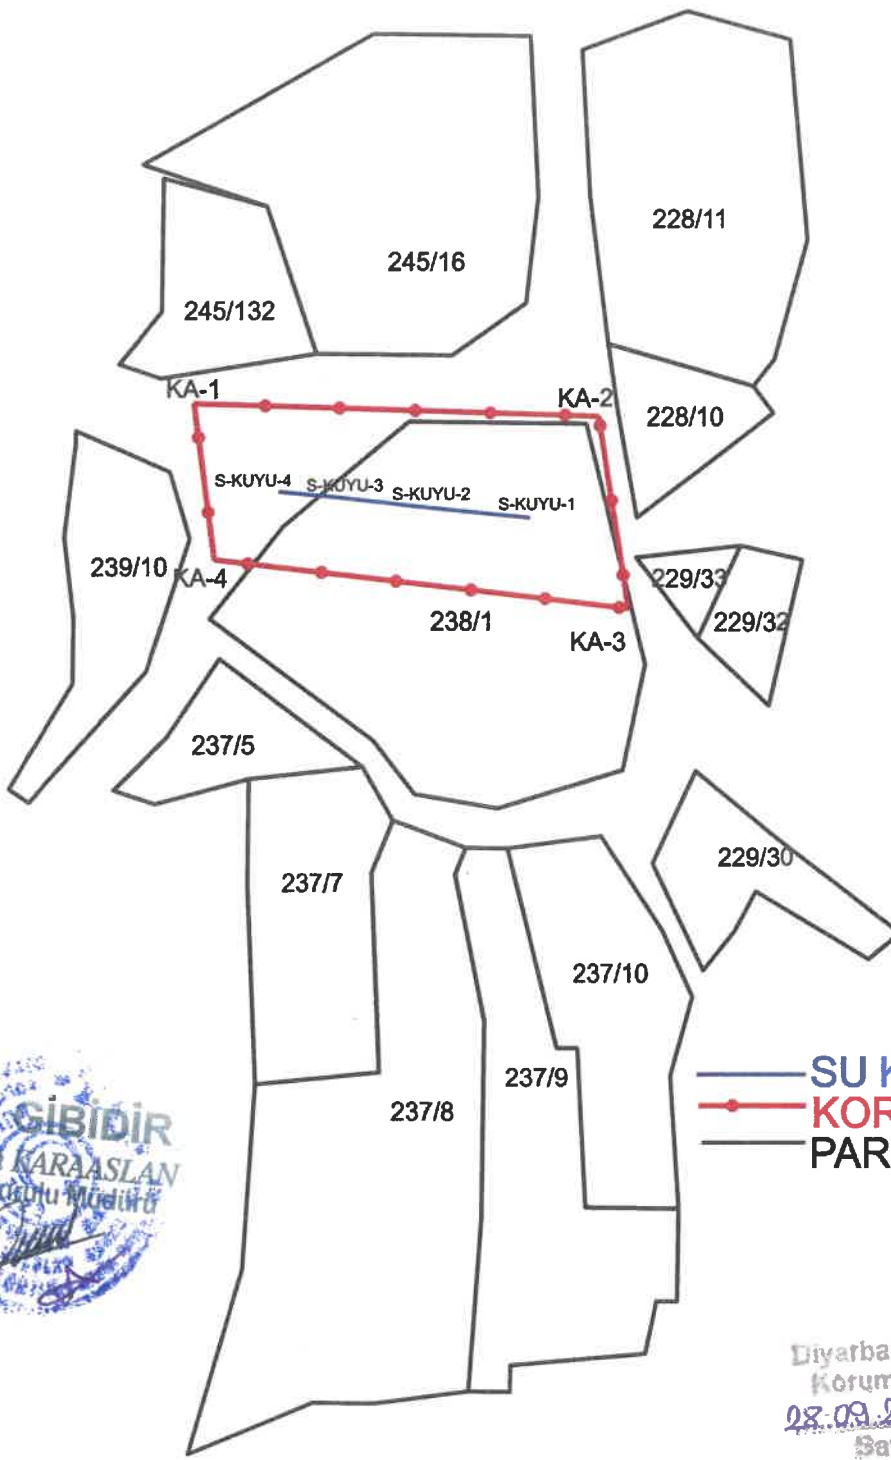 228/11
245/16
245/132
KA-1
KA-2
228/10
S-KUYU-4
S-KUYU-3
S-KUYU-2
S-KUYU-1
239/10
KA-4
229/33
229/32
238/1
KA-3
237/5
229/30
237/7
237/10
237/9
237/8
SU K
KOR
PAR
GİBİDİR
KARAASLAN
Müdürü
Diyarba
Korum
28.09.2